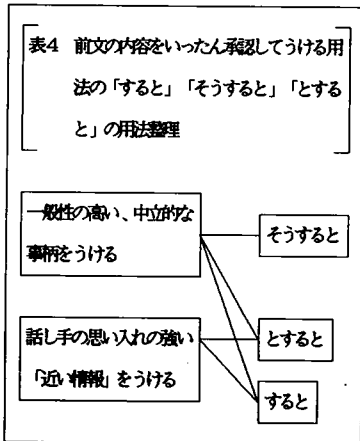 表4 前文の内容をいったん承認してうける用
法の「すると」「そうすると」「とする
と」の用法整理
一般性の高い、中立的な
事柄をうける
そうすると
話し手の思い入れの強い
「近い情報」をうける
とすると
すると